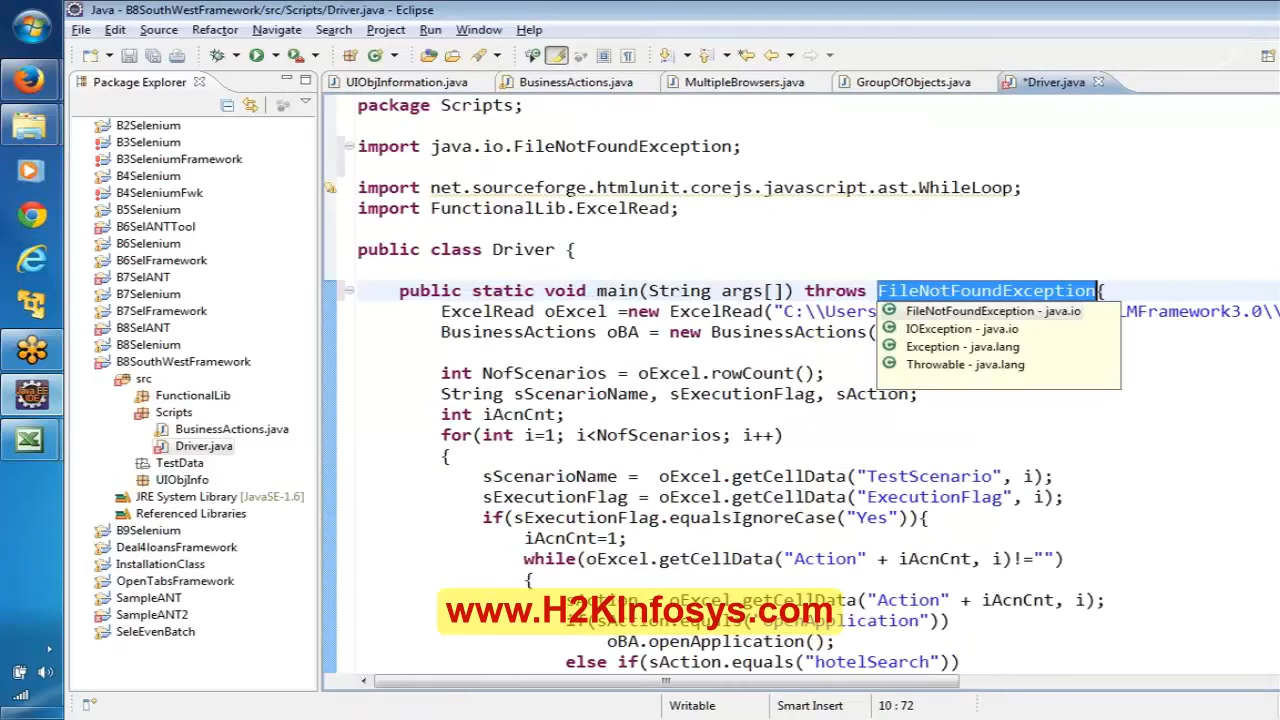 Java - B8SouthWestFramework/src/Scripts/Driver.java - Eclipse
File Edit Source Refactor Navigate Search Project Run Window Help
Package Explorer
UIObjInformation.java BusinessActions.java MultipleBrowsers.java *GroupOfObjects.java *Driver.java
B2Selenium
B3Selenium
B3SeleniumFramework
B4Selenium
B4SeleniumFwk
B5Selenium
B6SelANTTool
B6Selenium
B6SelFramework
B7SelANT
B7Selenium
B7SelFramework
B8SelANT
B8Selenium
B8SouthWestFramework
src
FunctionalLib
Scripts
BusinessActions.java
Driver.java
TestData
UIObjInfo
JRE System Library [JavaSE-1.6]
Referenced Libraries
B9Selenium
Deal4loansFramework
InstallationClass
OpenTabsFramework
SampleANT
SampleANT2
SeleEvenBatch
package Scripts;
import java.io.FileNotFoundException;
import net.sourceforge.htmlunit.corejs.javascript.ast.WhileLoop;
import FunctionalLib.ExcelRead;
public class Driver {
public static void main(String args[]) throws FileNotFoundException{
ExcelRead oExcel =new ExcelRead("C:\\Users LMFramework3.0\\
BusinessActions oBA = new BusinessActions(
FileNotFoundException - java.io
IOException - java.io
Exception - java.lang
Throwable - java.lang
int NofScenarios = oExcel.rowCount();
String sScenarioName, sExecutionFlag, sAction;
int iAcnCnt;
for(int i=1; i<NofScenarios; i++)
{
sScenarioName = oExcel.getCellData("TestScenario", i);
sExecutionFlag = oExcel.getCellData("ExecutionFlag", i);
if(sExecutionFlag.equalsIgnoreCase("Yes")){
iAcnCnt=1;
while(oExcel.getCellData("Action" + iAcnCnt, i)!="")
{
sAction = oExcel.getCellData("Action" + iAcnCnt, i);
if(sAction.equals("openApplication"))
www.H2KInfosys.com
oBA.openApplication();
else if(sAction.equals("hotelSearch"))
Writable Smart Insert 10 : 72